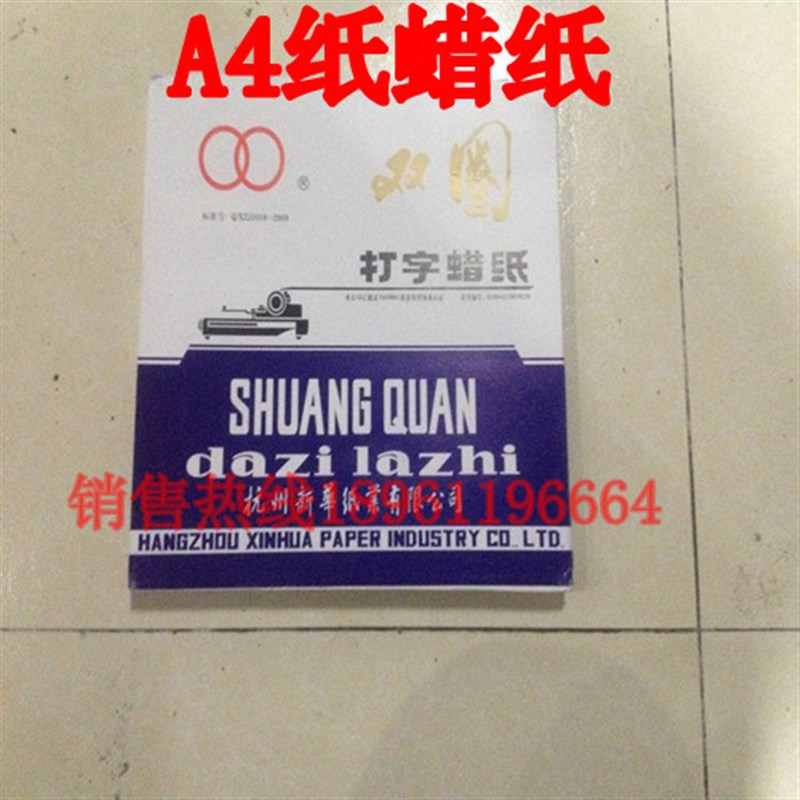 A4纸蜡纸
®
双圈
打字蜡纸
SHUANG QUAN
dazi lazhi
销售热线18961196664
杭州新华纸业有限公司
HANGZHOU XINHUA PAPER INDUSTRY CO., LTD.